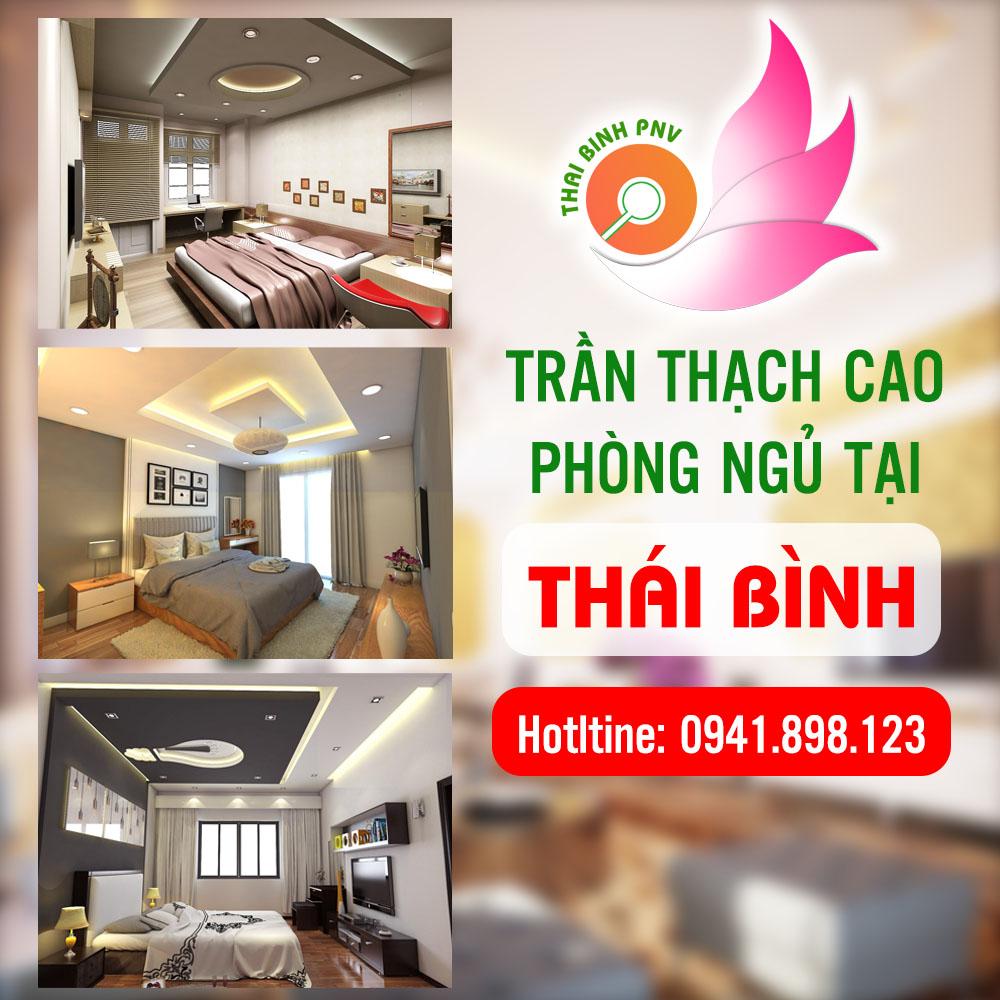 THAI BINH PNV
TRẦN THẠCH CAO
PHÒNG NGỦ TẠI
THÁI BÌNH
Hotltine: 0941.898.123